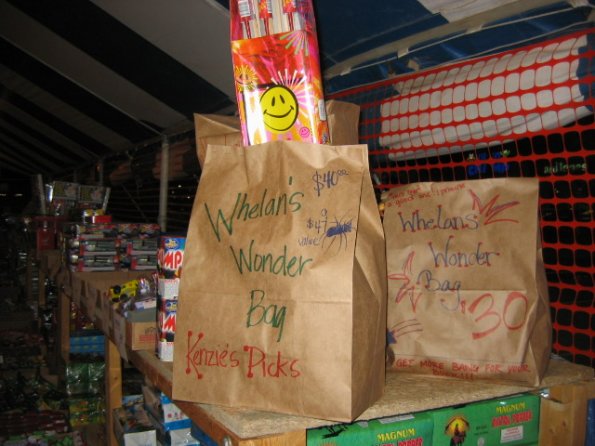 Whelan's
Wonder
Bag
Kenzie's Picks
$40.00
$49
value
Whelans
Wonder
Bag
30
GET MORE BANG FOR YOUR
MAGNUM
MAGNUM